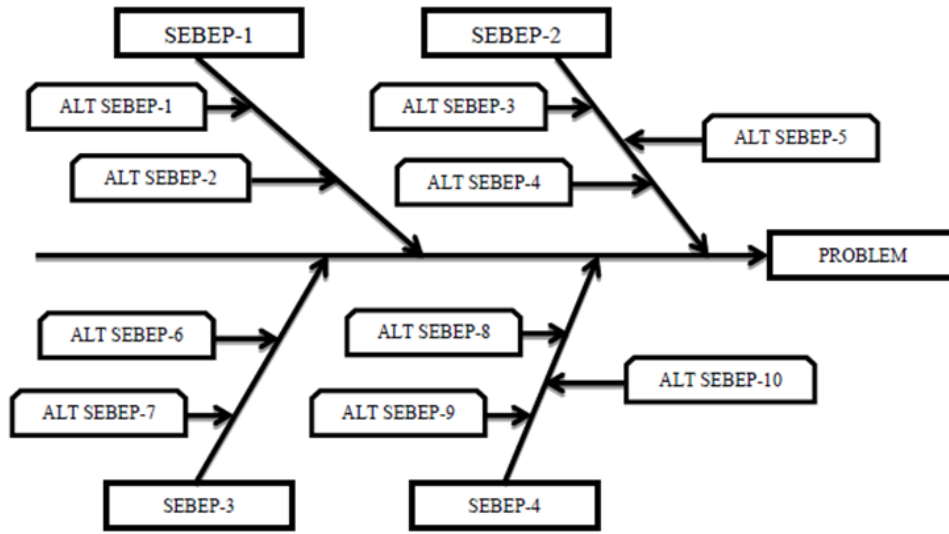 SEBEP-1
SEBEP-2
ALT SEBEP-1
ALT SEBEP-3
ALT SEBEP-5
ALT SEBEP-2
ALT SEBEP-4
PROBLEM
ALT SEBEP-6
ALT SEBEP-8
ALT SEBEP-10
ALT SEBEP-7
ALT SEBEP-9
SEBEP-3
SEBEP-4